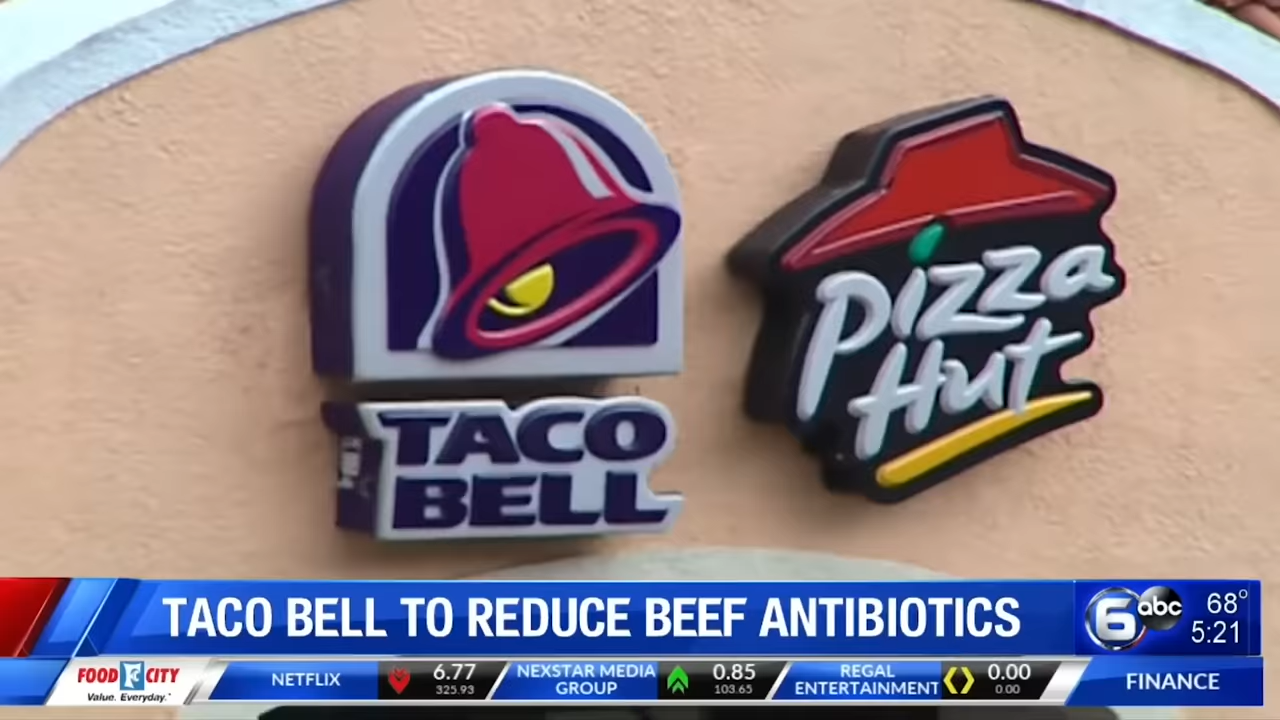 TACO
BELL
Pizza
Hut
TACO BELL TO REDUCE BEEF ANTIBIOTICS
6 abc 68°
5:21
FOOD CITY
Value. Everyday.
NETFLIX 6.77
325.93
NEXSTAR MEDIA
GROUP
0.85
103.65
REGAL
ENTERTAINMENT
0.00
0.00
FINANCE